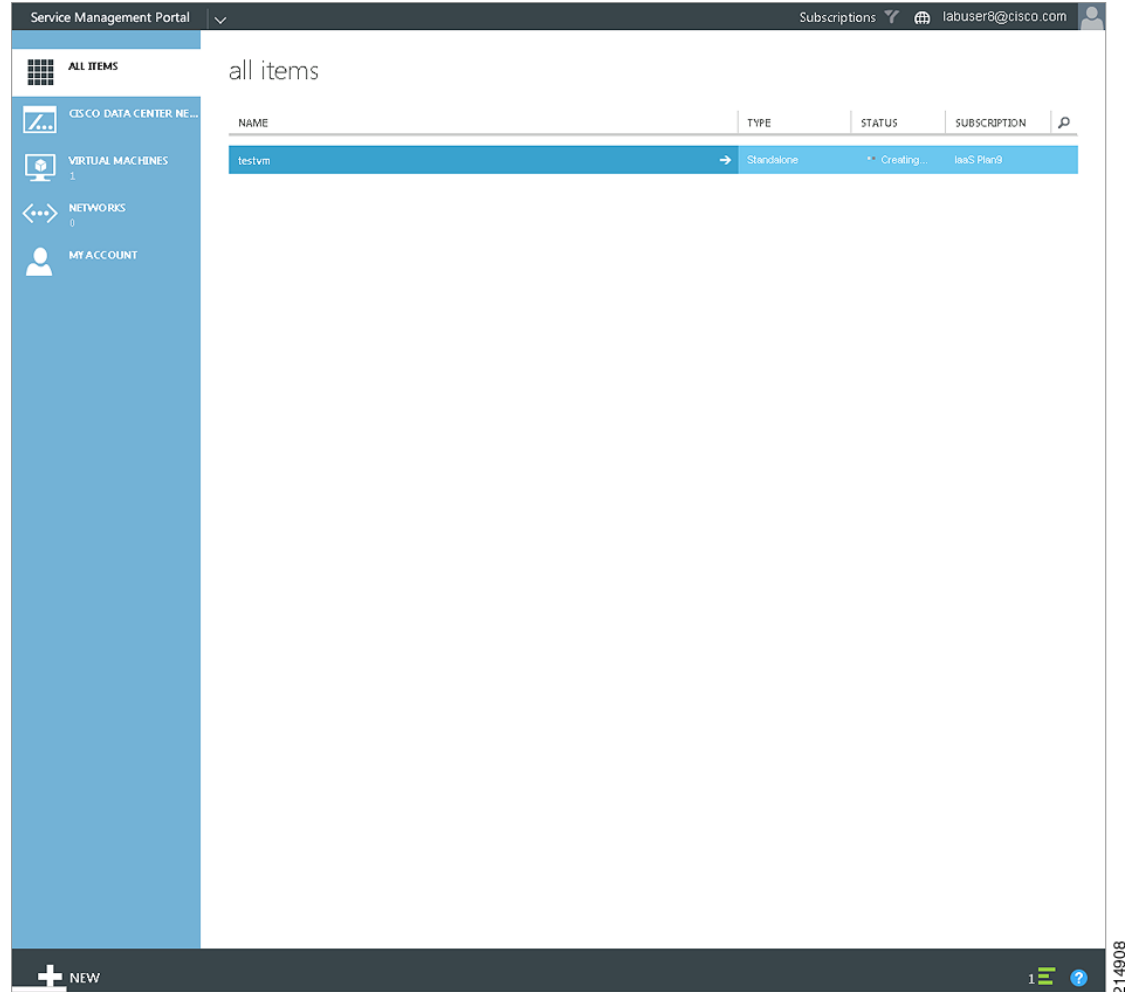 Service Management Portal
Subscriptions
labuser8@cisco.com
ALL ITEMS
CISCO DATA CENTER NE...
VIRTUAL MACHINES
1
NETWORKS
0
MY ACCOUNT
all items
NAME TYPE STATUS SUBSCRIPTION
testvm Standalone Creating... IaaS Plan9
NEW
1
?
214908